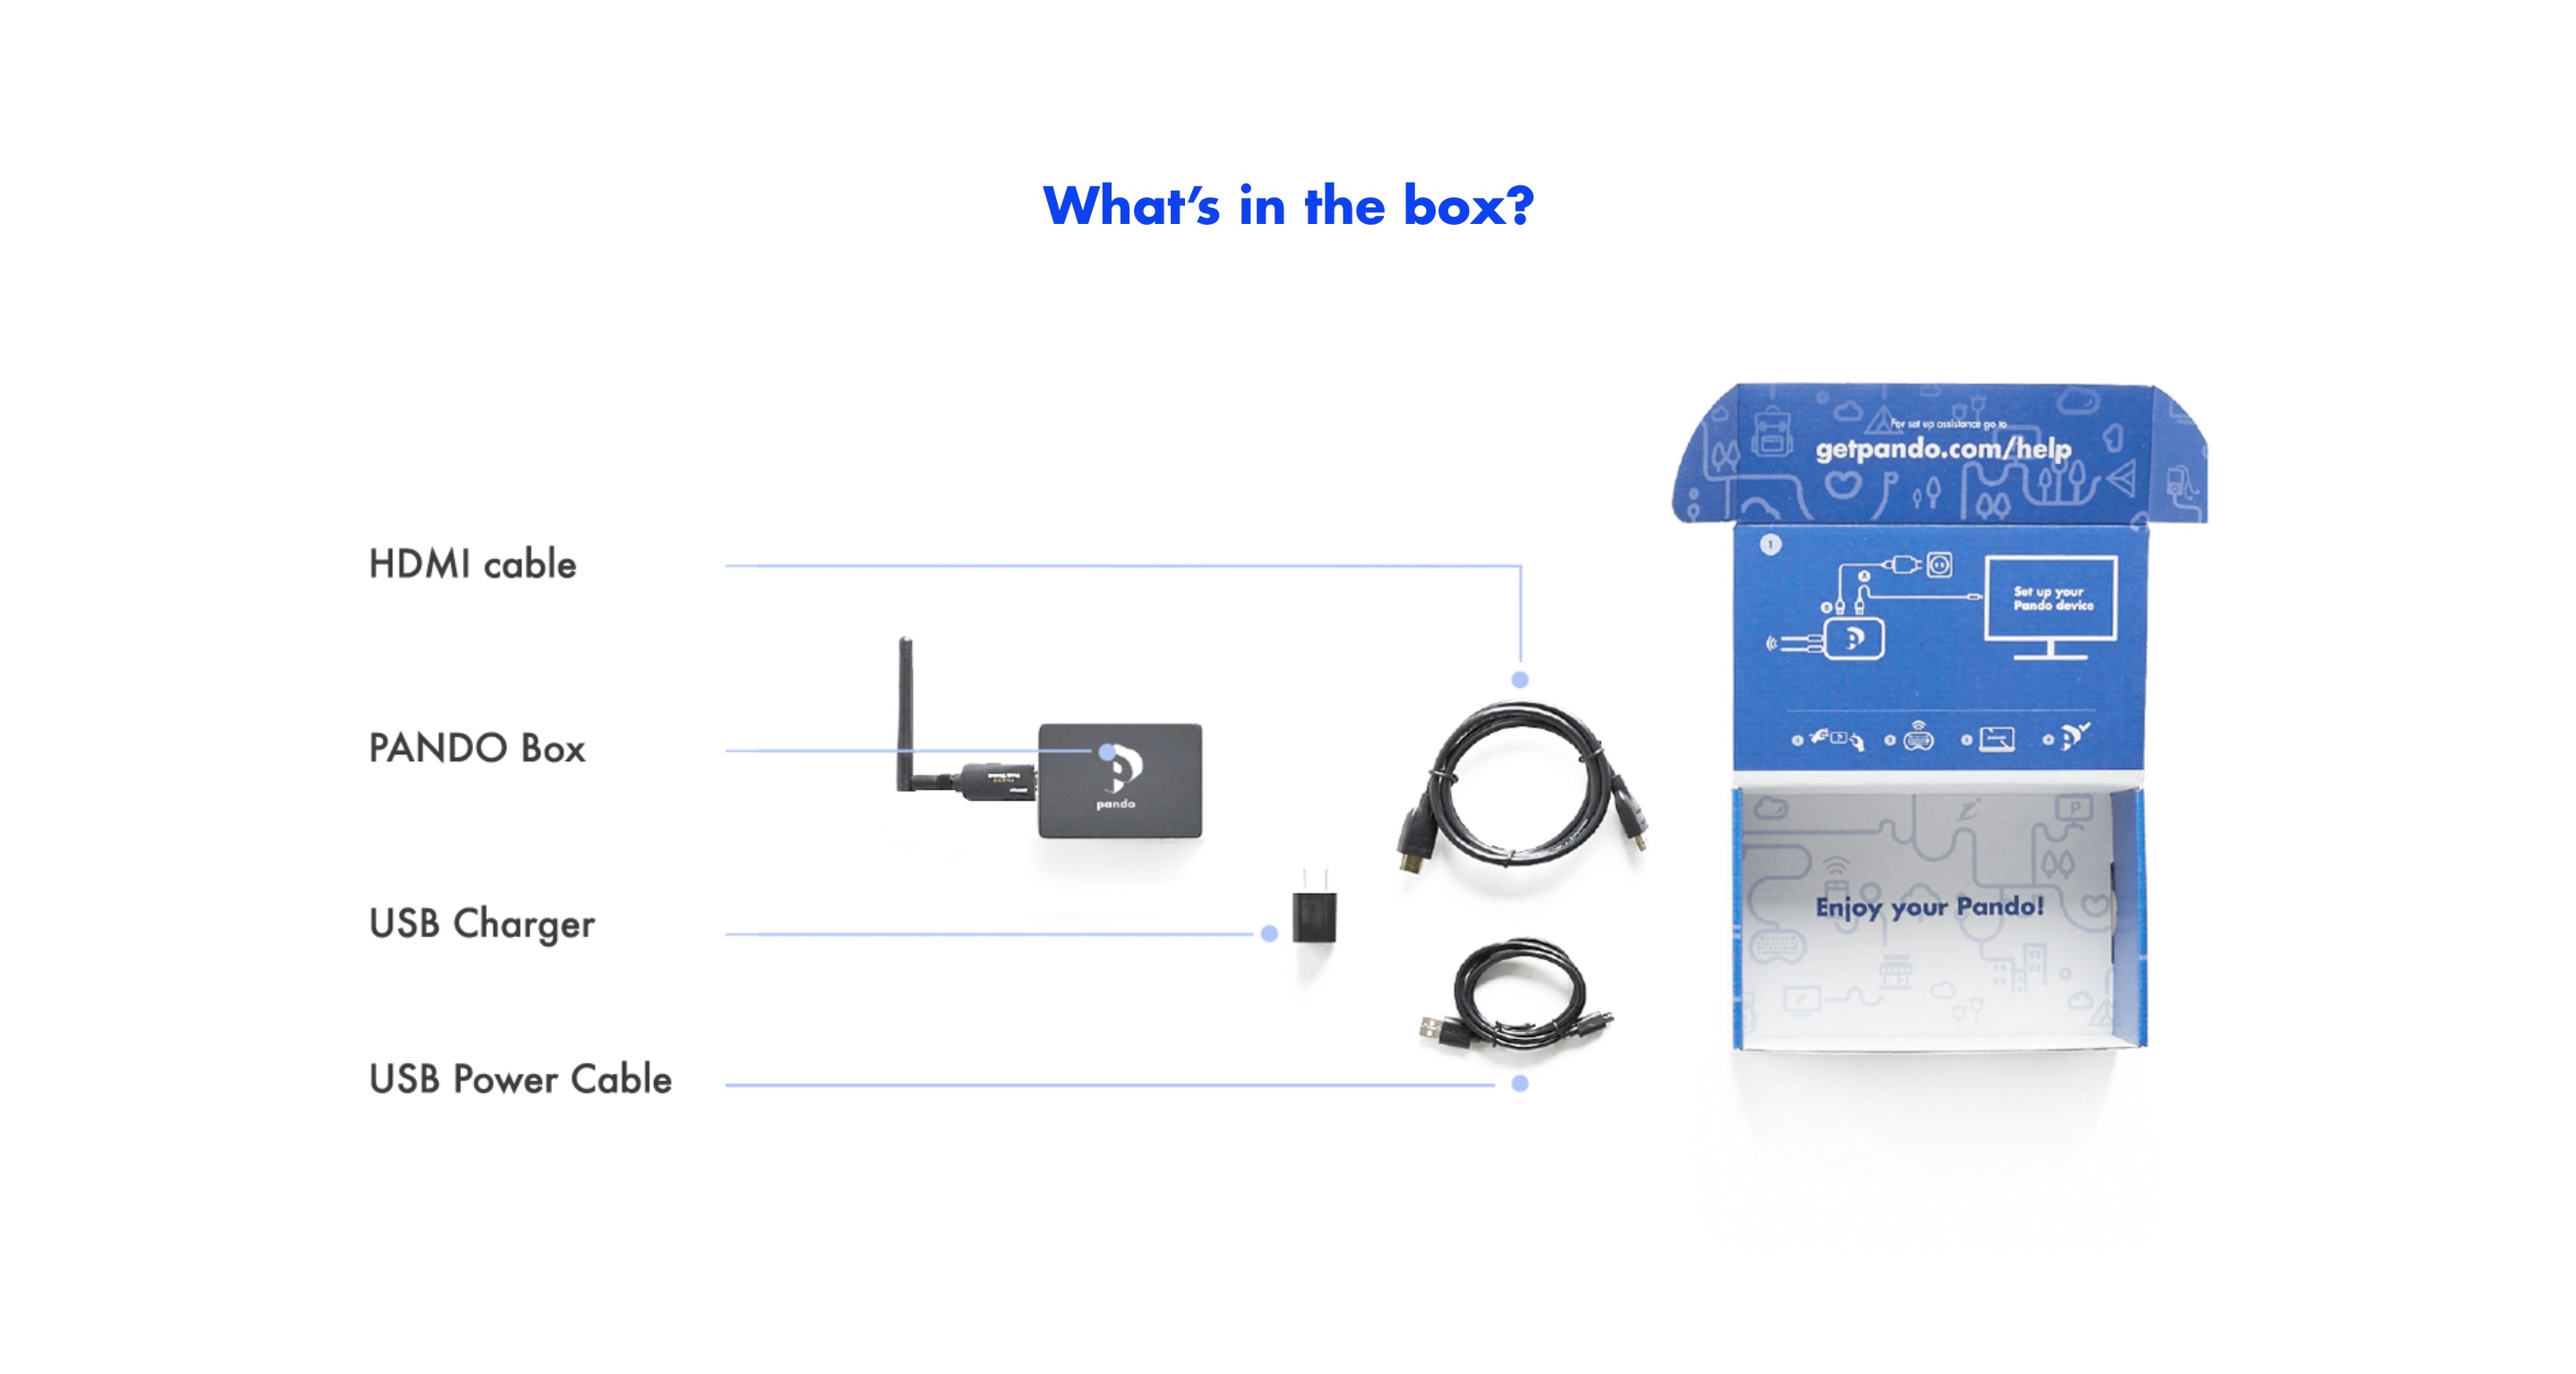 What's in the box?
For set up assistance go to
getpando.com/help
HDMI cable
1
A
Set up your
Pando device
B
PANDO Box
pando
P
Enjoy your Pando!
USB Charger
USB Power Cable